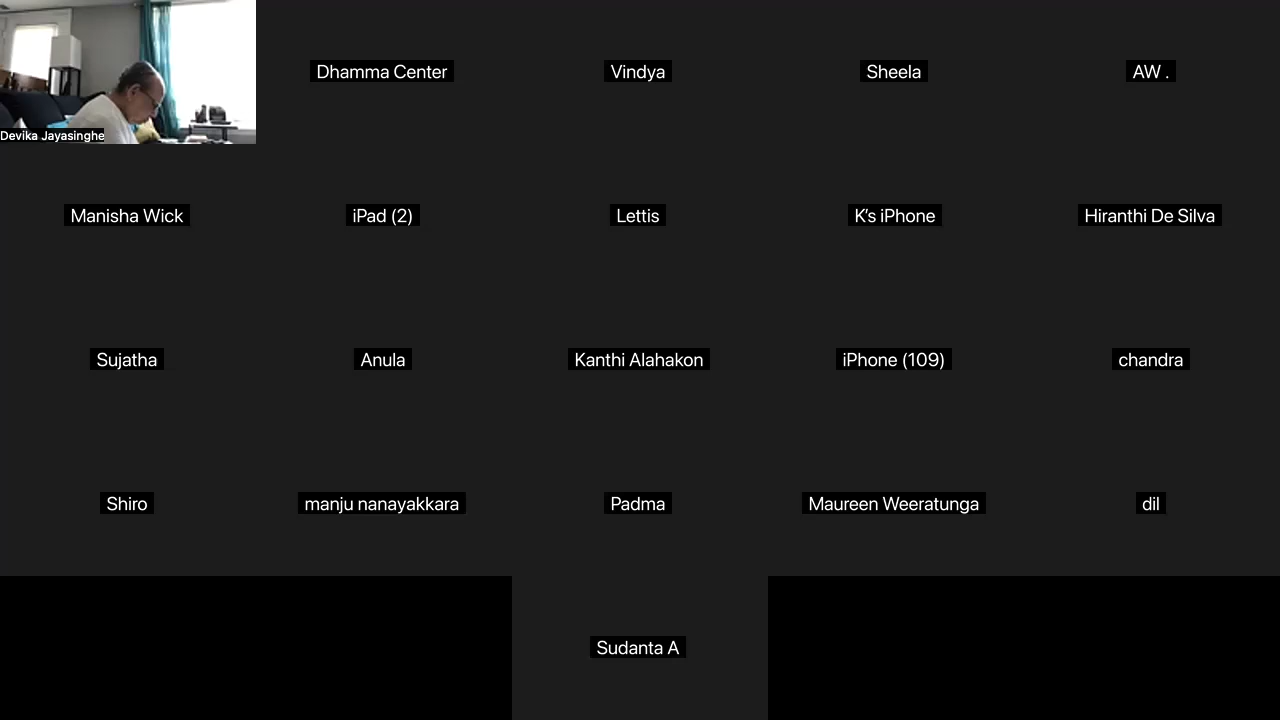 Devika Jayasinghe
Dhamma Center
Vindya
Sheela
AW .
Manisha Wick
iPad (2)
Lettis
K’s iPhone
Hiranthi De Silva
Sujatha
Anula
Kanthi Alahakon
iPhone (109)
chandra
Shiro
manju nanayakkara
Padma
Maureen Weeratunga
dil
Sudanta A